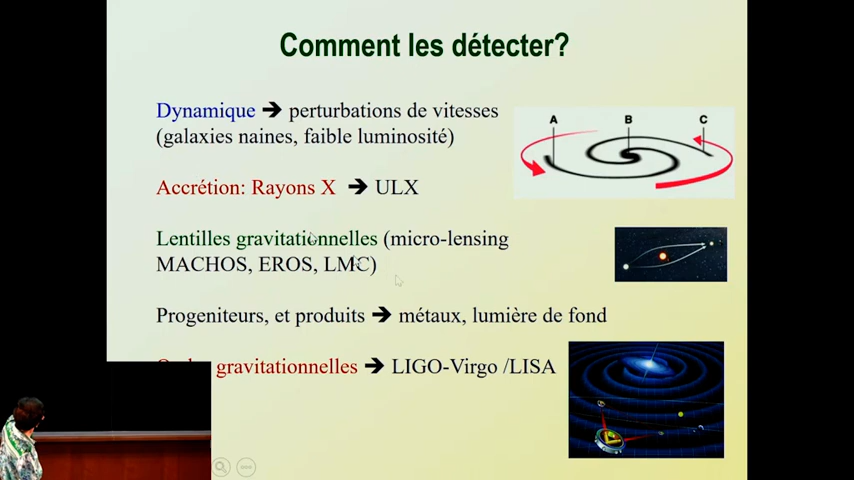 Comment les détecter?
Dynamique ➔ perturbations de vitesses
(galaxies naines, faible luminosité)
A B C
Accrétion: Rayons X ➔ ULX
Lentilles gravitationnelles (micro-lensing
MACHOS, EROS, LMC)
Progeniteurs, et produits ➔ métaux, lumière de fond
gravitationnelles ➔ LIGO-Virgo /LISA